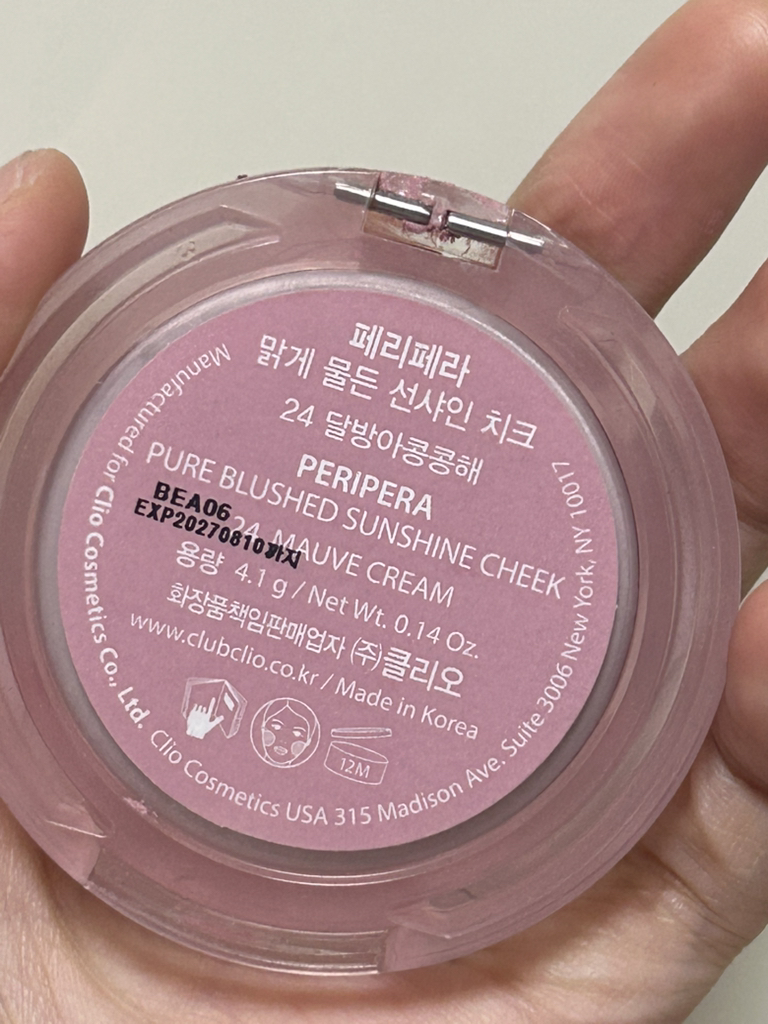 페리페라
맑게 물든 선샤인 치크
24 달방아콩콩해
PERIPERA
PURE BLUSHED SUNSHINE CHEEK
24 MAUVE CREAM
BEA06
EXP20270810까지
용량 4.1 g / Net Wt. 0.14 Oz.
화장품책임판매업자 (주)클리오
www.clubclio.co.kr / Made in Korea
12M
Manufactured for Clio Cosmetics Co., Ltd. Clio Cosmetics USA 315 Madison Ave. Suite 3006 New York, NY 10017